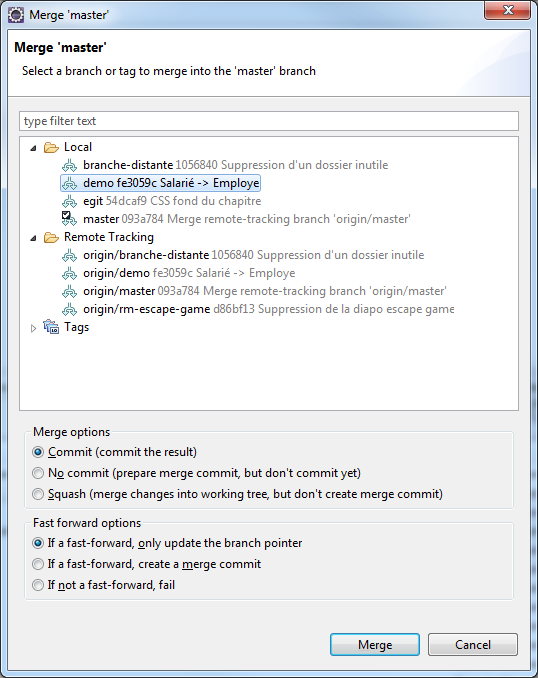 Merge 'master'
Merge 'master'
Select a branch or tag to merge into the 'master' branch
type filter text
Local
branche-distante 1056840 Suppression d'un dossier inutile
demo fe3059c Salarié -> Employe
egit 54dcaf9 CSS fond du chapitre
master 093a784 Merge remote-tracking branch 'origin/master'
Remote Tracking
origin/branche-distante 1056840 Suppression d'un dossier inutile
origin/demo fe3059c Salarié -> Employe
origin/master 093a784 Merge remote-tracking branch 'origin/master'
origin/rm-escape-game d86bf13 Suppression de la diapo escape game
Tags
Merge options
Commit (commit the result)
No commit (prepare merge commit, but don't commit yet)
Squash (merge changes into working tree, but don't create merge commit)
Fast forward options
If a fast-forward, only update the branch pointer
If a fast-forward, create a merge commit
If not a fast-forward, fail
Merge
Cancel